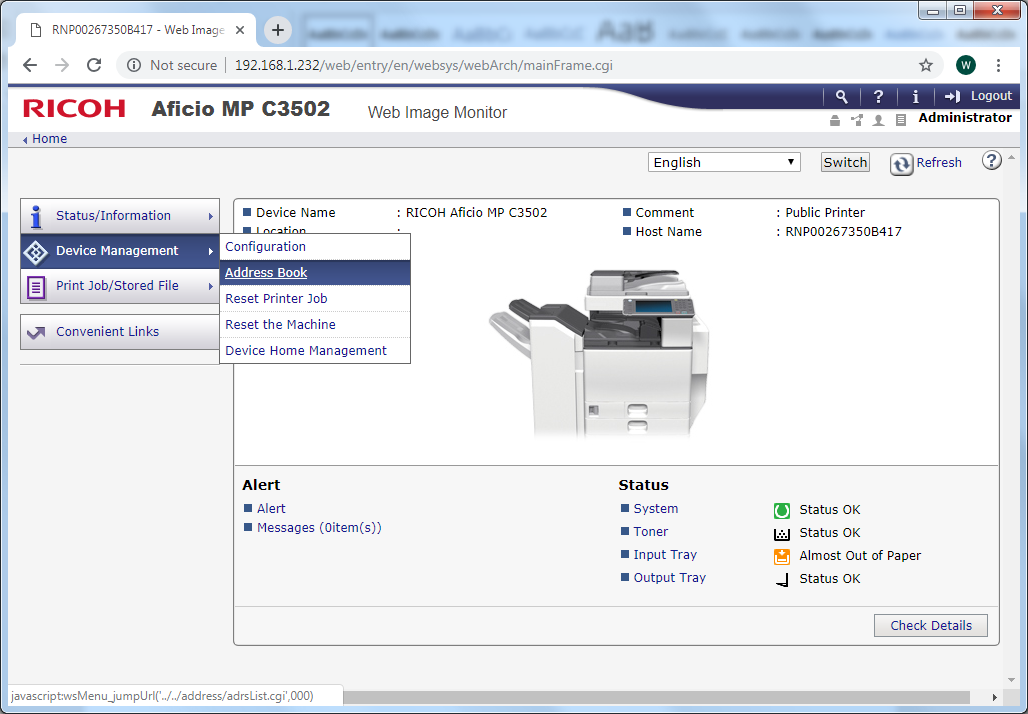 RNP00267350B417 - Web Image
Not secure 192.168.1.232/web/entry/en/websys/webArch/mainFrame.cgi W
RICOH Aficio MP C3502 Web Image Monitor
? i Logout
Administrator
Home
English Switch Refresh ?
Status/Information
Device Management
Print Job/Stored File
Convenient Links
Configuration
Address Book
Reset Printer Job
Reset the Machine
Device Home Management
Device Name : RICOH Aficio MP C3502 Comment : Public Printer
Location : Host Name : RNP00267350B417
Alert
Alert
Messages (0item(s))
Status
System Status OK
Toner Status OK
Input Tray Almost Out of Paper
Output Tray Status OK
Check Details
javascript:wsMenu_jumpUrl('../../address/adrsList.cgi',000)